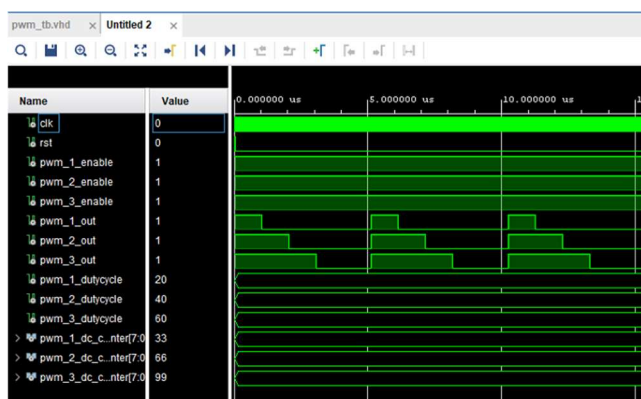 pwm_tb.vhd × Untitled 2 ×
Name Value 0.000000 us 5.000000 us 10.000000 us 1
clk 0
rst 0
pwm_1_enable 1
pwm_2_enable 1
pwm_3_enable 1
pwm_1_out 1
pwm_2_out 1
pwm_3_out 1
pwm_1_dutycycle 20
pwm_2_dutycycle 40
pwm_3_dutycycle 60
> pwm_1_dc_c...nter[7:0 33
> pwm_2_dc_c...nter[7:0 66
> pwm_3_dc_c...nter[7:0 99